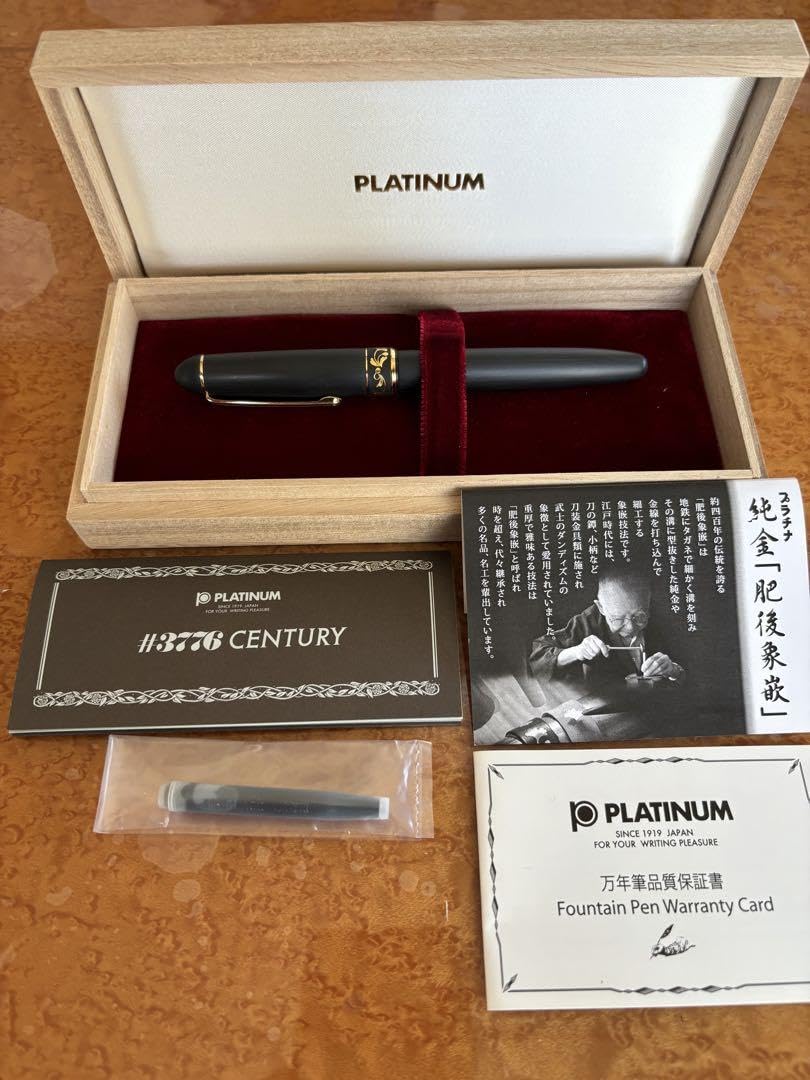 PLATINUM
PLATINUM
SINCE 1919 JAPAN
FOR YOUR WRITING PLEASURE
#3776 CENTURY
プラチナ
純金「肥後象嵌」
約四百年の伝統を誇る
「肥後象嵌」は
地鉄にタガネで細かく溝を刻み
その溝に型抜きした純金や
金線を打ち込んで
細工する
象嵌技法です。
江戸時代には、
刀の鐔・小柄など
刀装金具類に施され
武士のダンディズムの
象徴として愛用されていました。
重厚で雅味ある技法は
「肥後象嵌」と呼ばれ
時を超え、代々継承され
多くの名品、名工を輩出しています。
PLATINUM
SINCE 1919 JAPAN
FOR YOUR WRITING PLEASURE
万年筆品質保証書
Fountain Pen Warranty Card